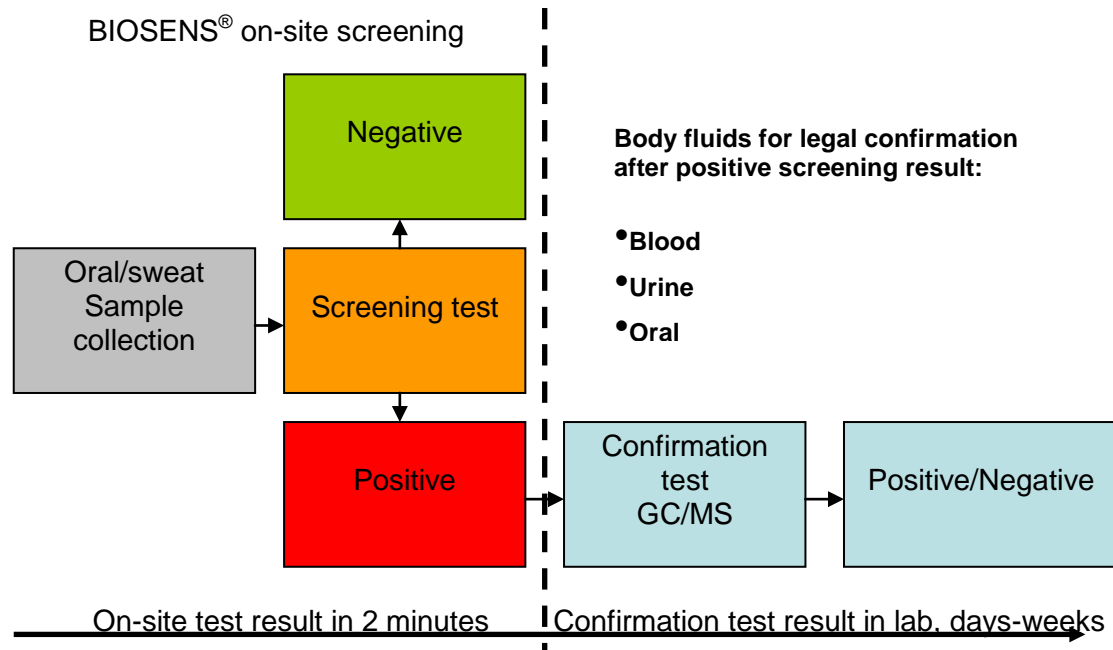 BIOSENS® on-site screening
Negative
Body fluids for legal confirmation
after positive screening result:
•Blood
•Urine
•Oral
Oral/sweat
Sample
collection
Screening test
Positive
Confirmation
test
GC/MS
Positive/Negative
On-site test result in 2 minutes
Confirmation test result in lab, days-weeks